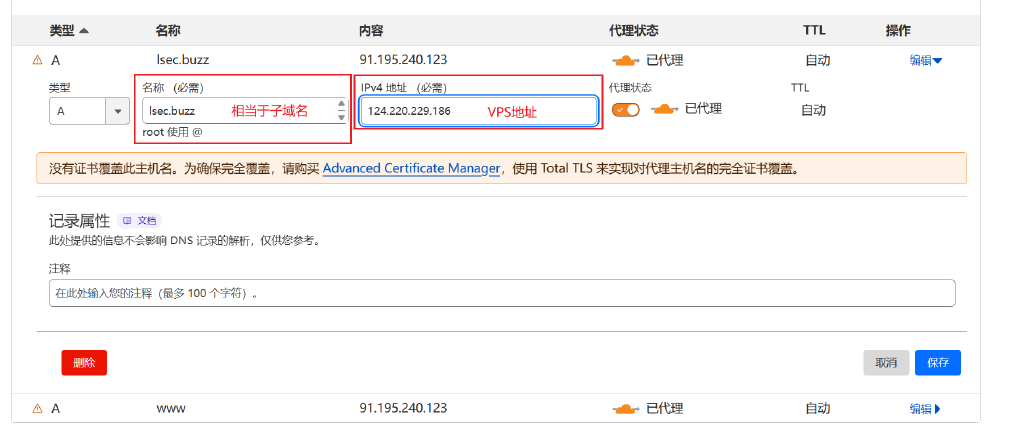 类型 名称 内容 代理状态 TTL 操作
A lsec.buzz 91.195.240.123 已代理 自动 编辑
类型 名称 （必需） IPv4 地址 （必需） 代理状态 TTL
A lsec.buzz 相当于子域名 124.220.229.186 VPS地址 已代理 自动
root 使用 @
没有证书覆盖此主机名。为确保完全覆盖，请购买 Advanced Certificate Manager，使用 Total TLS 来实现对代理主机名的完全证书覆盖。
记录属性 文档
此处提供的信息不会影响 DNS 记录的解析，仅供您参考。
注释
在此处输入您的注释（最多 100 个字符）。
删除 取消 保存
A www 91.195.240.123 已代理 自动 编辑